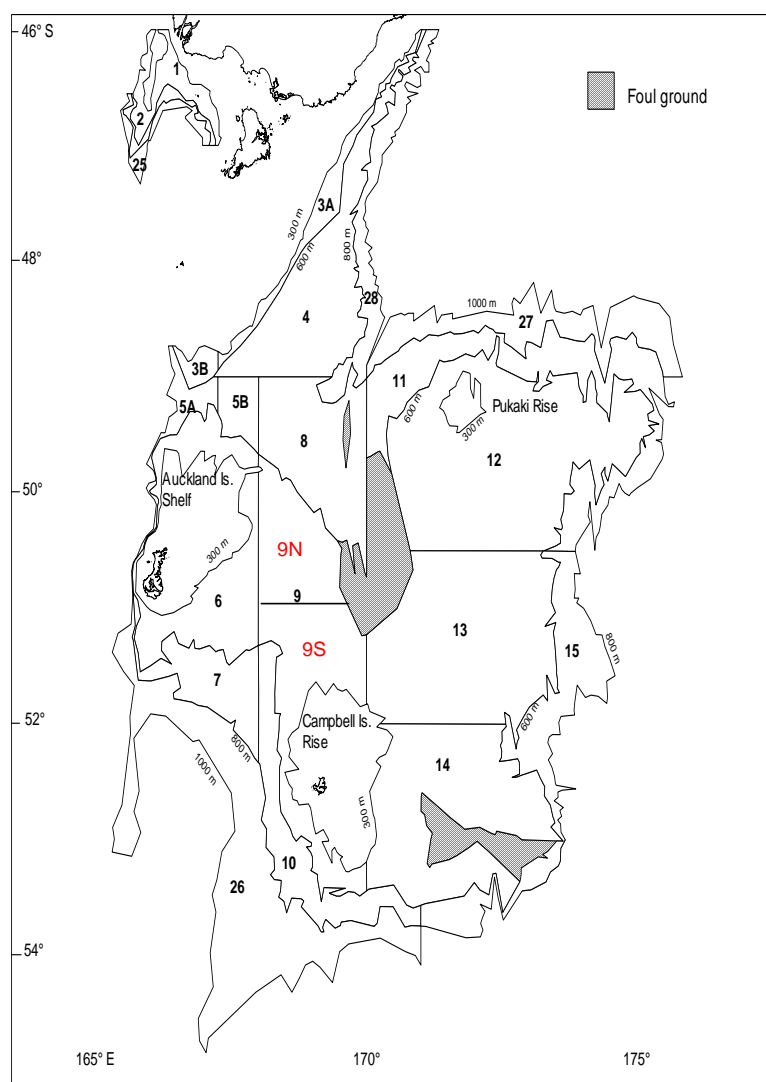 46° S
1
Foul ground
2
25
3A
300 m
600 m
800 m
48°
28
1000 m
27
4
3B
11
5A
5B
600 m
Pukaki Rise
300 m
8
12
Auckland Is.
Shelf
50°
300 m
9N
9
6
13
9S
15
800 m
7
600 m
52°
Campbell Is.
Rise
800 m
1000 m
14
300 m
10
26
54°
165° E
170°
175°